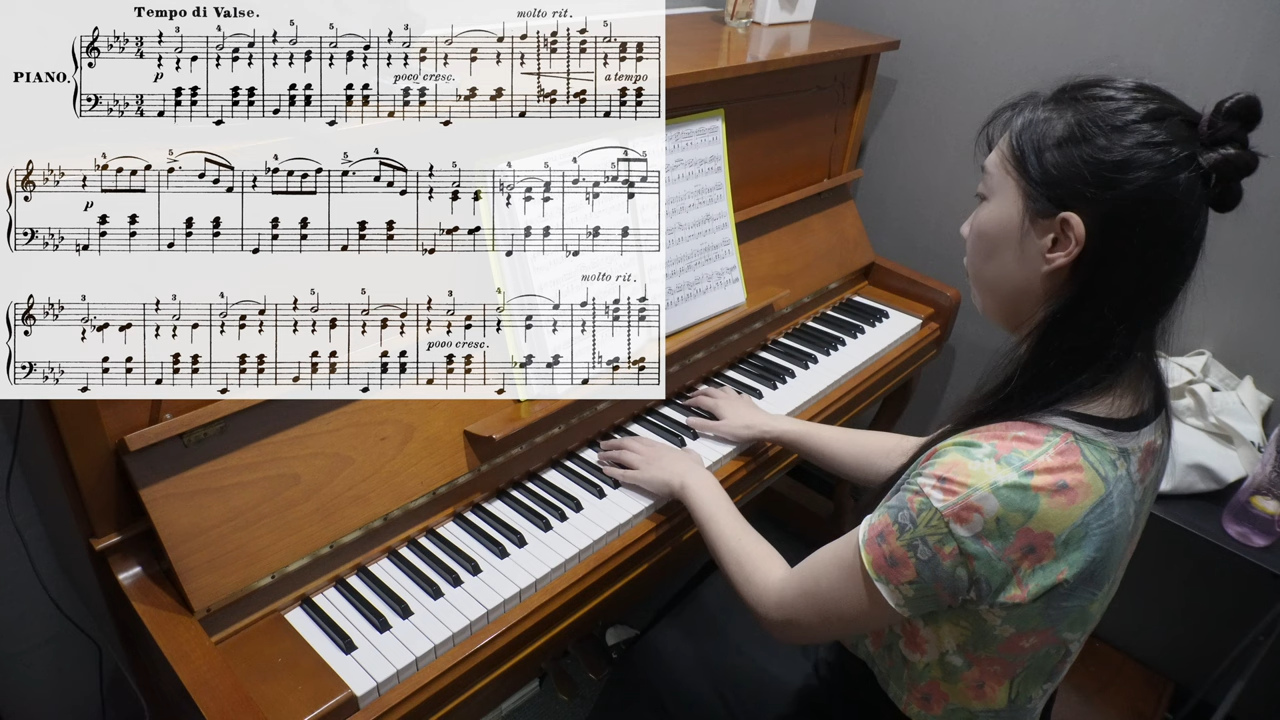 Tempo di Valse.
molto rit.
PIANO.
p
poco cresc.
a tempo
p
molto rit.
poco cresc.